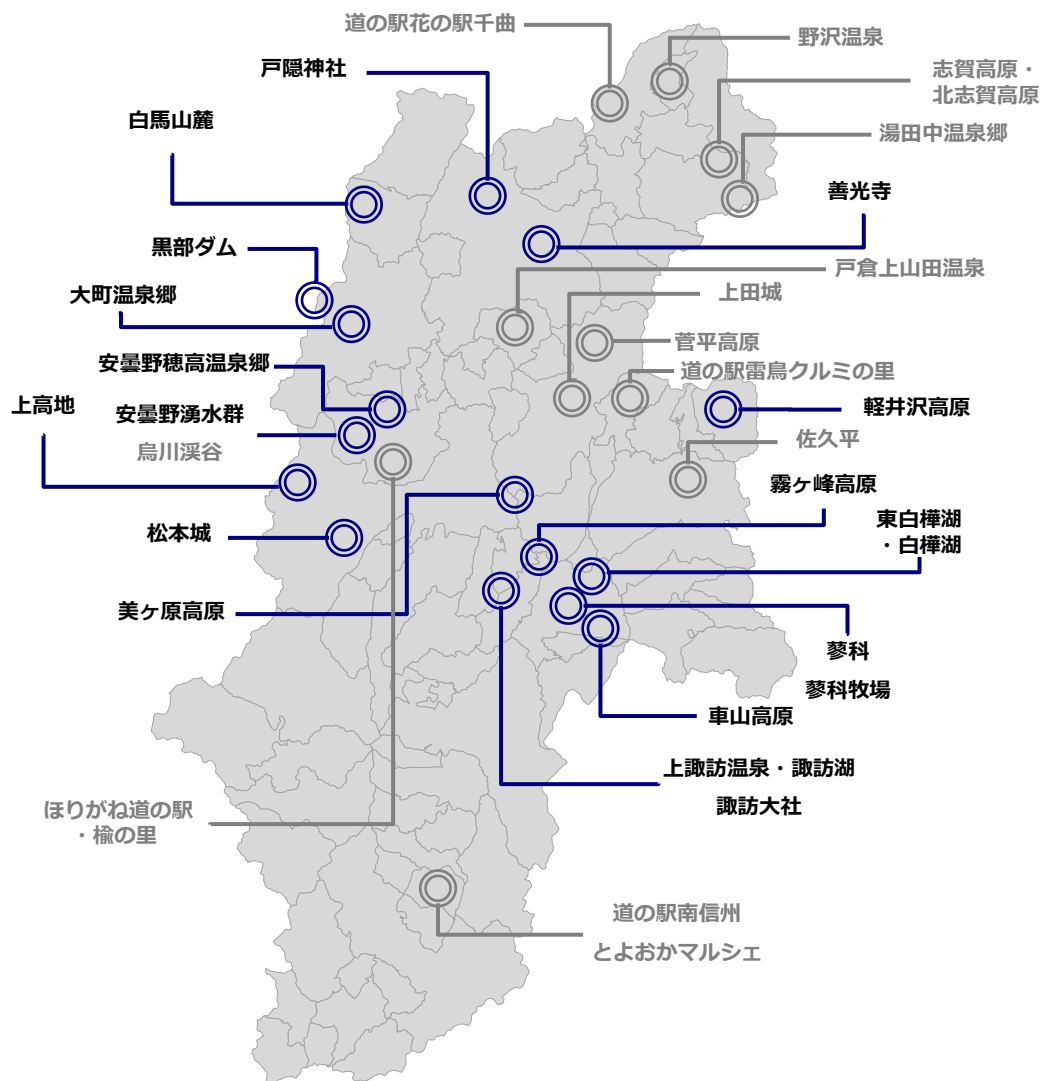 道の駅花の駅千曲
野沢温泉
戸隠神社
志賀高原・
北志賀高原
白馬山麓
湯田中温泉郷
善光寺
黒部ダム
戸倉上山田温泉
大町温泉郷
上田城
菅平高原
安曇野穂高温泉郷
道の駅雷鳥クルミの里
上高地
安曇野湧水群
軽井沢高原
烏川渓谷
佐久平
霧ヶ峰高原
松本城
東白樺湖
・白樺湖
美ヶ原高原
蓼科
蓼科牧場
車山高原
上諏訪温泉・諏訪湖
諏訪大社
ほりがね道の駅
・楡の里
道の駅南信州
とよおかマルシェ